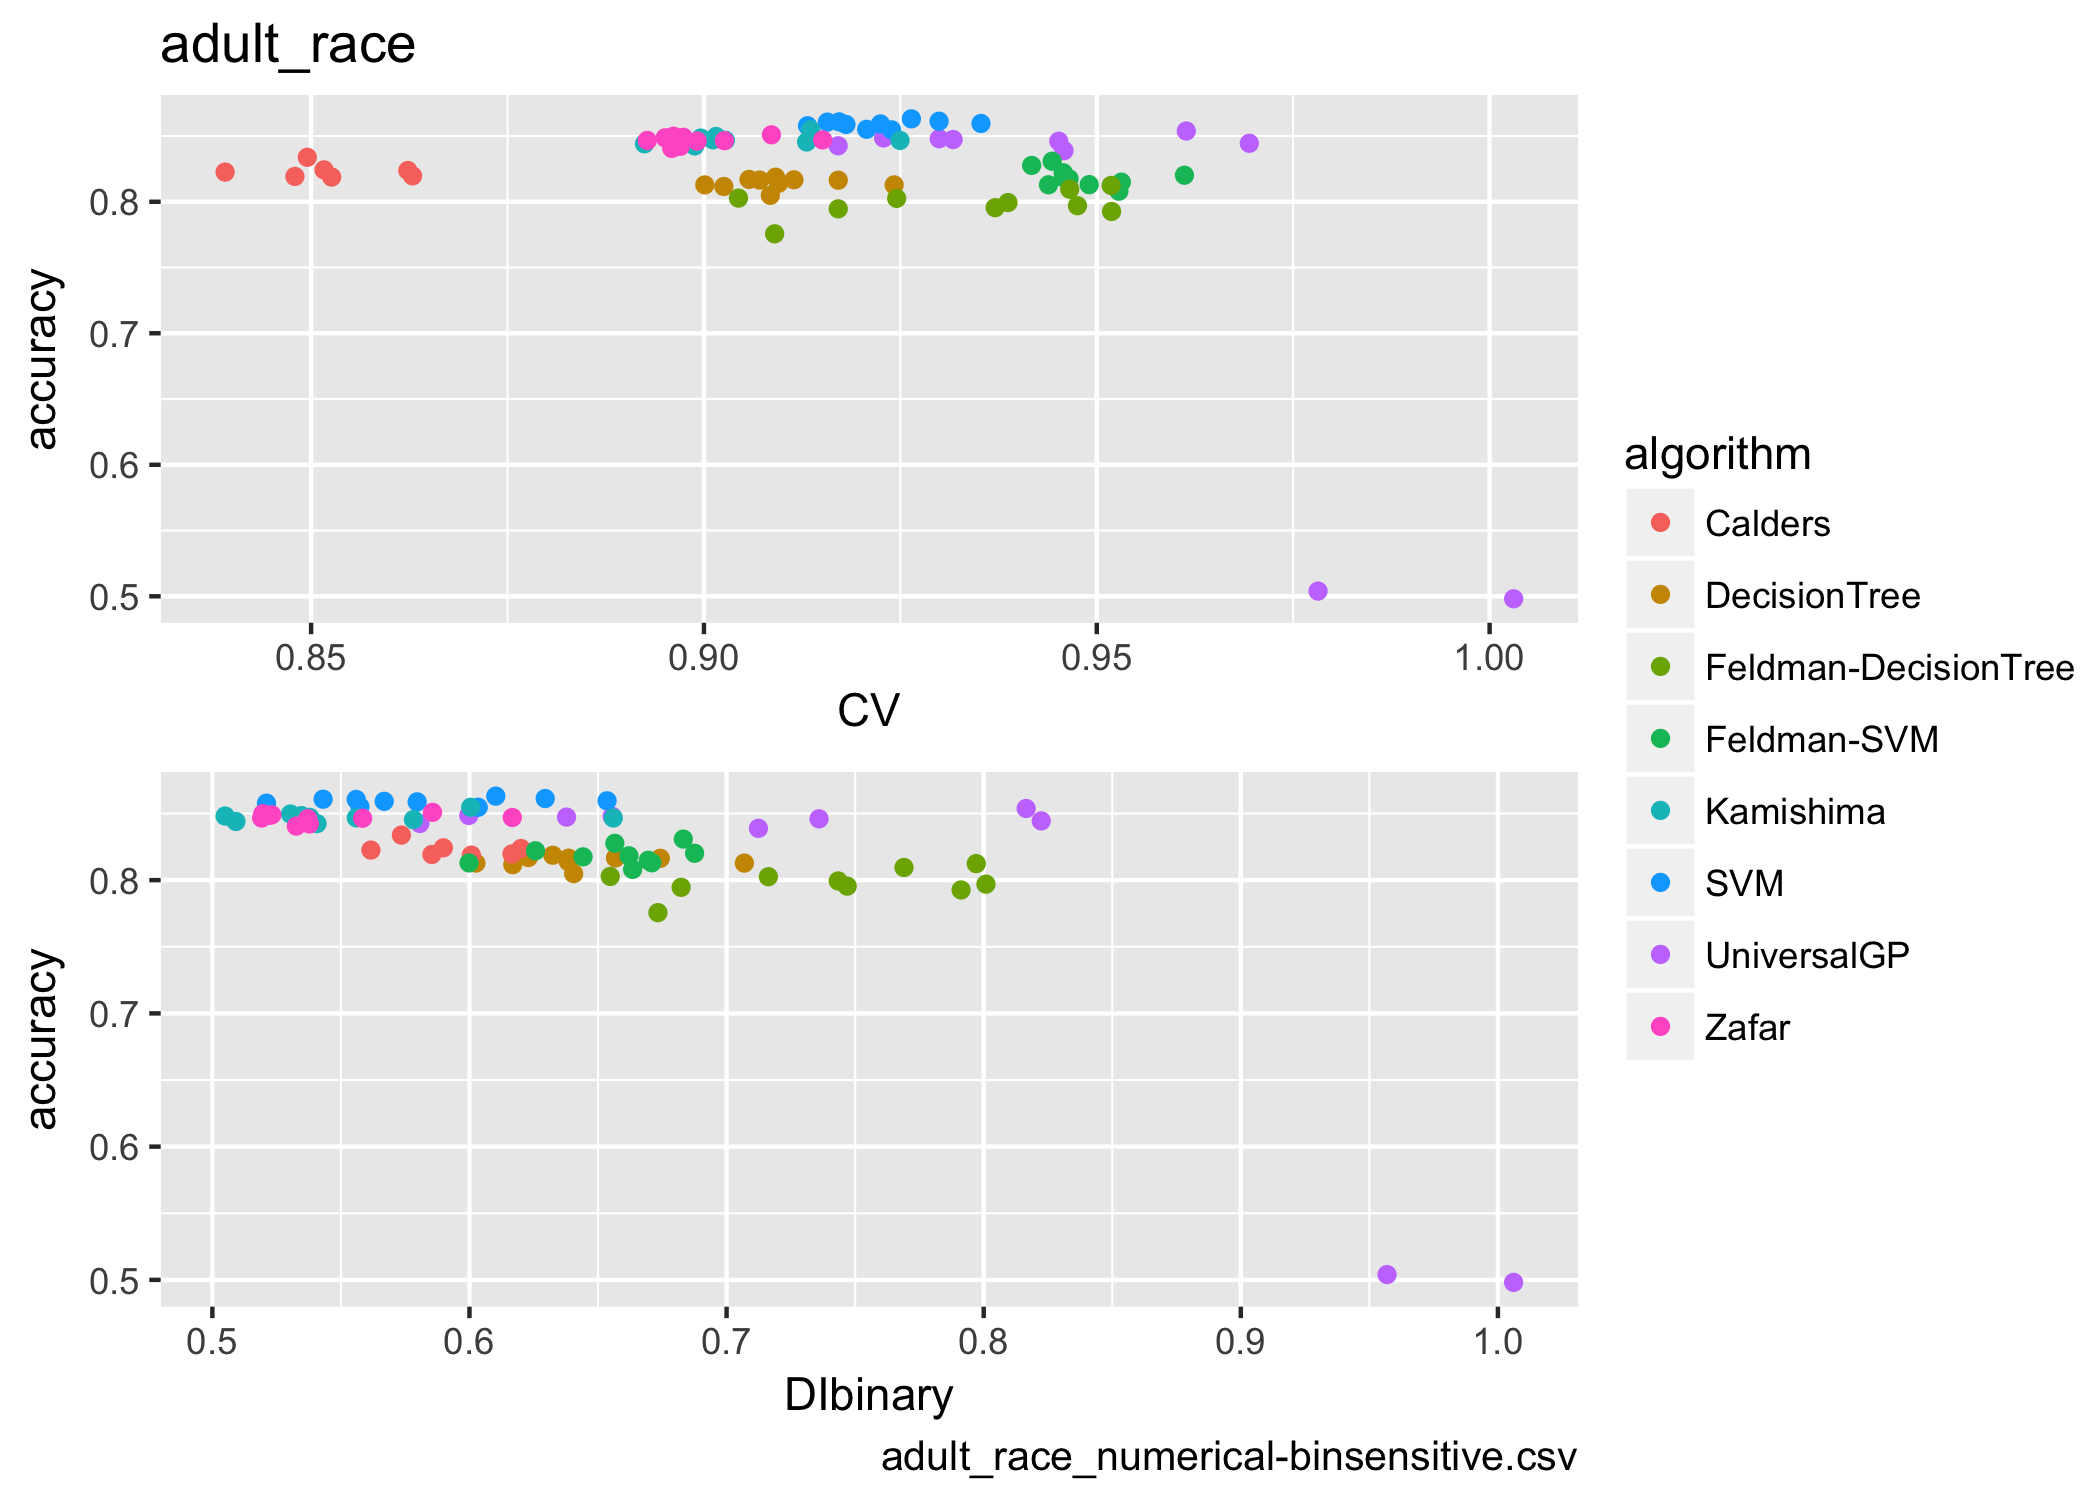 adult_race
accuracy
0.8
0.7
0.6
0.5
0.85 0.90 0.95 1.00
CV
accuracy
0.8
0.7
0.6
0.5
0.5 0.6 0.7 0.8 0.9 1.0
DIbinary
adult_race_numerical-binsensitive.csv
algorithm
Calders
DecisionTree
Feldman-DecisionTree
Feldman-SVM
Kamishima
SVM
UniversalGP
Zafar